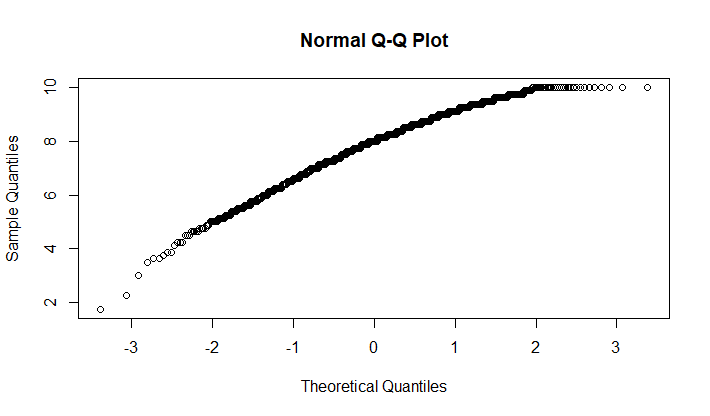 Normal Q-Q Plot
Sample Quantiles
10
8
6
4
2
-3 -2 -1 0 1 2 3
Theoretical Quantiles